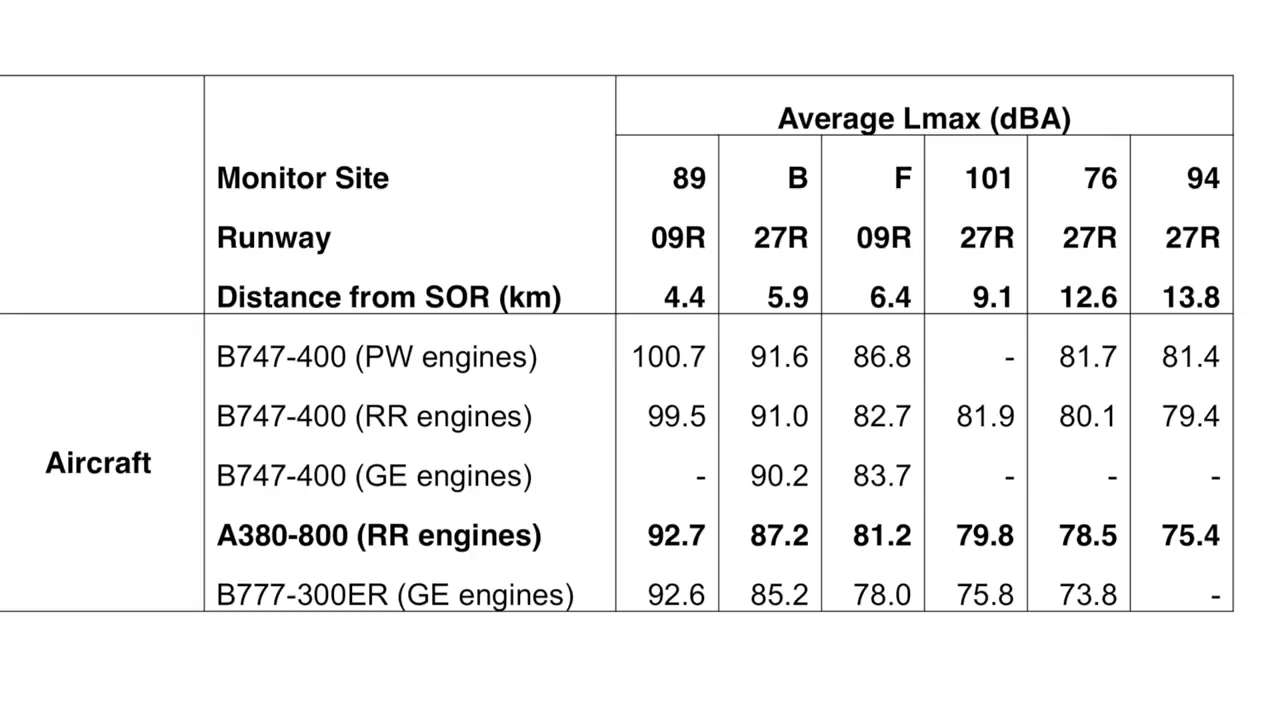 Average Lmax (dBA)
Monitor Site 89 B F 101 76 94
Runway 09R 27R 09R 27R 27R 27R
Distance from SOR (km) 4.4 5.9 6.4 9.1 12.6 13.8
Aircraft
B747-400 (PW engines) 100.7 91.6 86.8 - 81.7 81.4
B747-400 (RR engines) 99.5 91.0 82.7 81.9 80.1 79.4
B747-400 (GE engines) - 90.2 83.7 - - -
A380-800 (RR engines) 92.7 87.2 81.2 79.8 78.5 75.4
B777-300ER (GE engines) 92.6 85.2 78.0 75.8 73.8 -